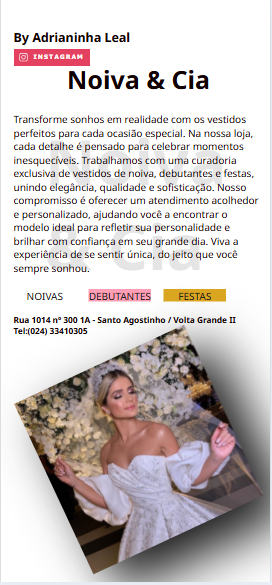 By Adrianinha Leal
INSTAGRAM
Noiva & Cia
Transforme sonhos em realidade com os vestidos
perfeitos para cada ocasião especial. Na nossa loja,
cada detalhe é pensado para celebrar momentos
inesquecíveis. Trabalhamos com uma curadoria
exclusiva de vestidos de noiva, debutantes e festas,
unindo elegância, qualidade e sofisticação. Nosso
compromisso é oferecer um atendimento acolhedor
e personalizado, ajudando você a encontrar o
modelo ideal para refletir sua personalidade e
brilhar com confiança em seu grande dia. Viva a
experiência de se sentir única, do jeito que você
sempre sonhou.
Noiva
& Cia
NOIVAS DEBUTANTES FESTAS
Rua 1014 nº 300 1A - Santo Agostinho / Volta Grande II
Tel:(024) 33410305